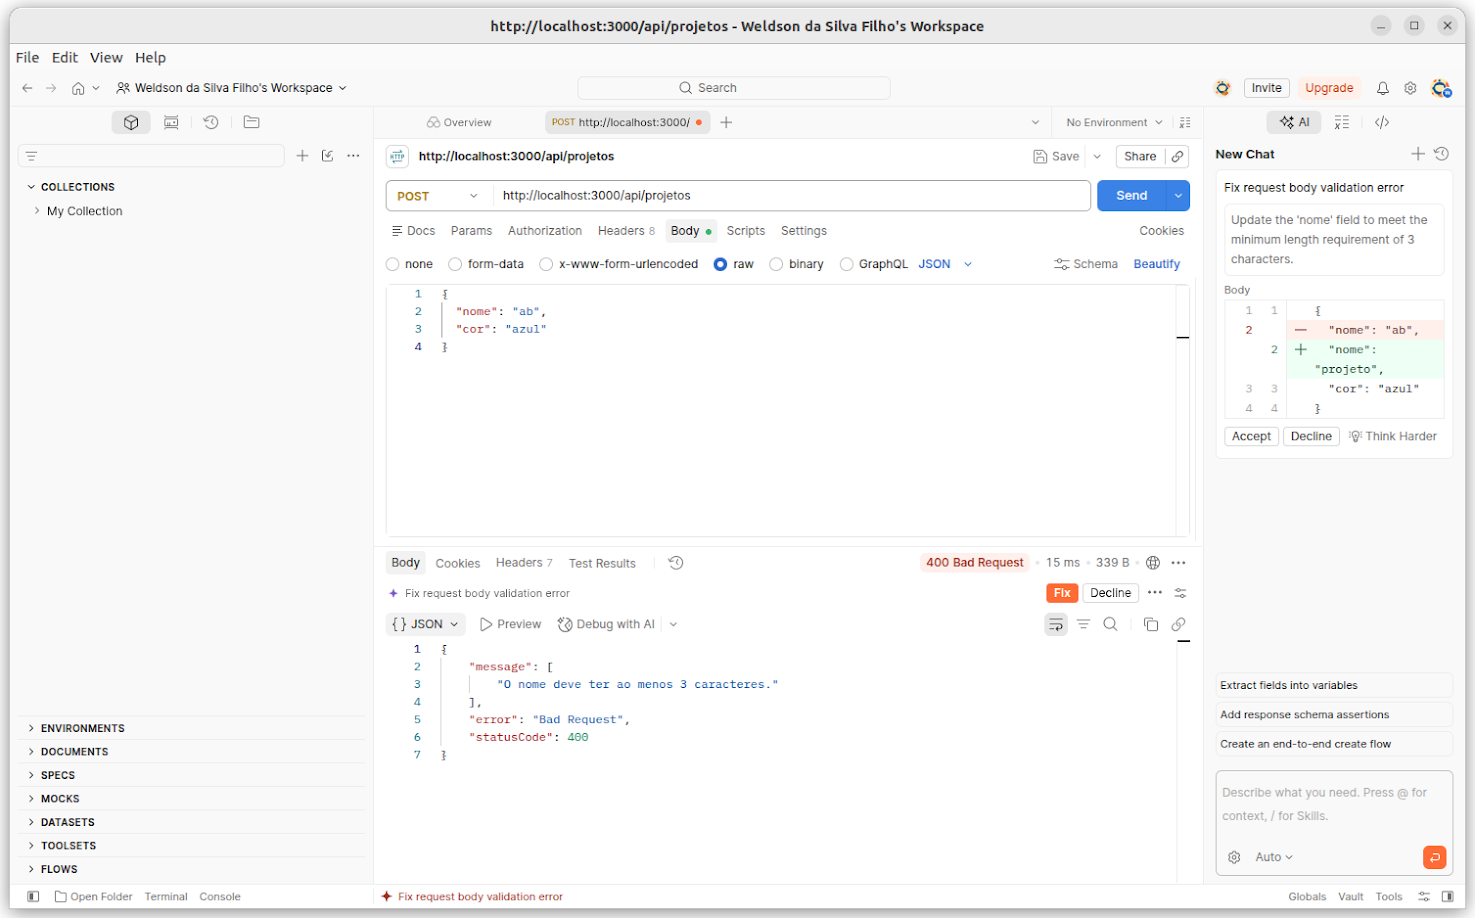 http://localhost:3000/api/projetos - Weldson da Silva Filho's Workspace
File Edit View Help
Weldson da Silva Filho's Workspace
Search
Invite
Upgrade
Overview
POST http://localhost:3000/
No Environment
AI
http://localhost:3000/api/projetos
Save
Share
New Chat
POST
http://localhost:3000/api/projetos
Send
Docs Params Authorization Headers 8 Body Scripts Settings
Cookies
none form-data x-www-form-urlencoded raw binary GraphQL JSON
Schema Beautify
1 {
2 "nome": "ab",
3 "cor": "azul"
4 }
COLLECTIONS
My Collection
ENVIRONMENTS
DOCUMENTS
SPECS
MOCKS
DATASETS
TOOLSETS
FLOWS
Body Cookies Headers 7 Test Results
400 Bad Request • 15 ms • 339 B •
Fix request body validation error
Fix
Decline
{} JSON
Preview
Debug with AI
1 {
2 "message": [
3 "O nome deve ter ao menos 3 caracteres."
4 ],
5 "error": "Bad Request",
6 "statusCode": 400
7 }
Fix request body validation error
Update the 'nome' field to meet the
minimum length requirement of 3
characters.
Body
1 1 {
2 — "nome": "ab",
2 + "nome":
"projeto",
3 3 "cor": "azul"
4 4 }
Accept
Decline
Think Harder
Extract fields into variables
Add response schema assertions
Create an end-to-end create flow
Describe what you need. Press @ for
context, / for Skills.
Auto
Open Folder Terminal Console
Fix request body validation error
Globals Vault Tools